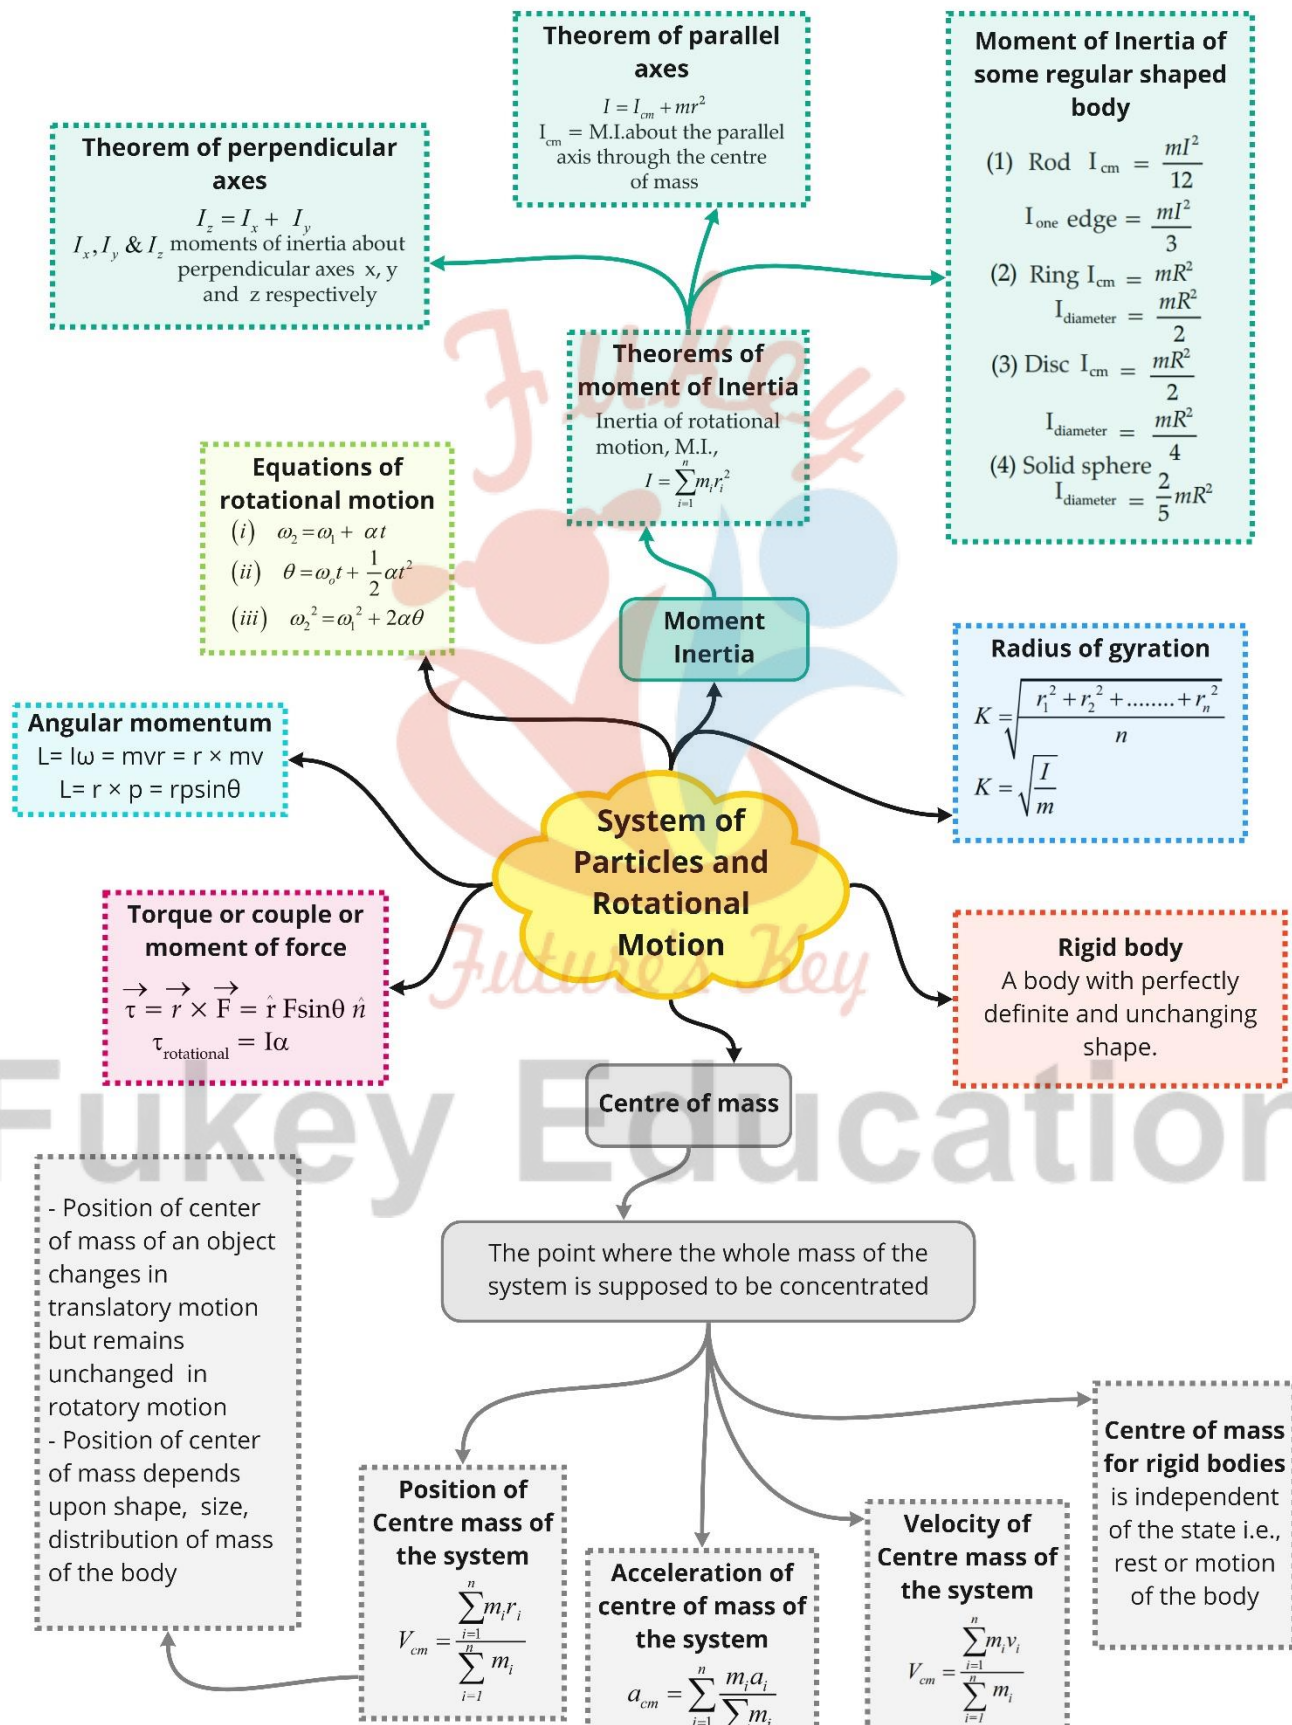 Theorem of parallel
axes
I = I_cm + mr²
I_cm = M.I.about the parallel
axis through the centre
of mass
Moment of Inertia of
some regular shaped
body
(1) Rod I_cm = mI²/12
I_one edge = mI²/3
(2) Ring I_cm = mR²
I_diameter = mR²/2
(3) Disc I_cm = mR²/2
I_diameter = mR²/4
(4) Solid sphere
I_diameter = 2/5 mR²
Theorem of perpendicular
axes
I_z = I_x + I_y
I_x, I_y & I_z moments of inertia about
perpendicular axes x, y
and z respectively
Theorems of
moment of Inertia
Inertia of rotational
motion, M.I.,
I = ∑_{i=1}^{n} m_i r_i²
Equations of
rotational motion
(i) ω₂ = ω₁ + αt
(ii) θ = ω_o t + 1/2 αt²
(iii) ω₂² = ω₁² + 2αθ
Moment
Inertia
Radius of gyration
K = √((r₁² + r₂² + ........ + r_n²)/n)
K = √(I/m)
Angular momentum
L= Iω = mvr = r × mv
L= r × p = rpsinθ
System of
Particles and
Rotational
Motion
Torque or couple or
moment of force
τ⃗ = r⃗ × F⃗ = r̂ Fsinθ n̂
τ_rotational = Iα
Rigid body
A body with perfectly
definite and unchanging
shape.
Fukey
Future's Key
Fukey Education
Centre of mass
The point where the whole mass of the
system is supposed to be concentrated
- Position of center
of mass of an object
changes in
translatory motion
but remains
unchanged in
rotatory motion
- Position of center
of mass depends
upon shape, size,
distribution of mass
of the body
Position of
Centre mass of
the system
V_cm = ∑_{i=1}^{n} m_i r_i / ∑_{i=1}^{n} m_i
Acceleration of
centre of mass of
the system
a_cm = ∑_{i=1}^{n} m_i a_i / ∑ m_i
Velocity of
Centre mass of
the system
V_cm = ∑_{i=1}^{n} m_i v_i / ∑_{i=1}^{n} m_i
Centre of mass
for rigid bodies
is independent
of the state i.e.,
rest or motion
of the body